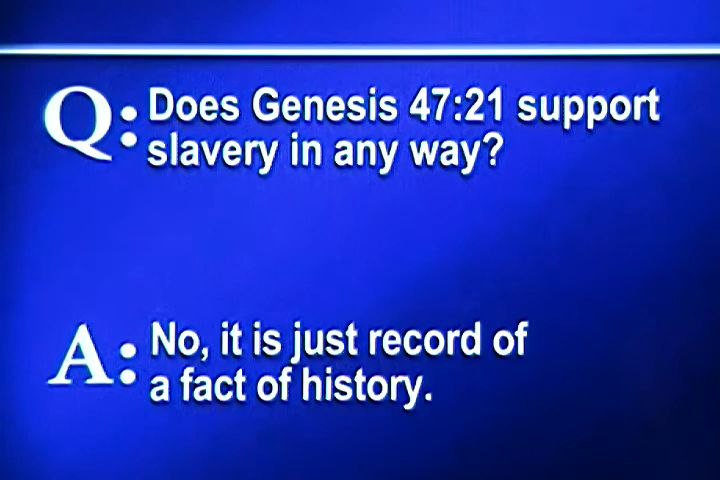 Q: Does Genesis 47:21 support
slavery in any way?
A: No, it is just record of
a fact of history.